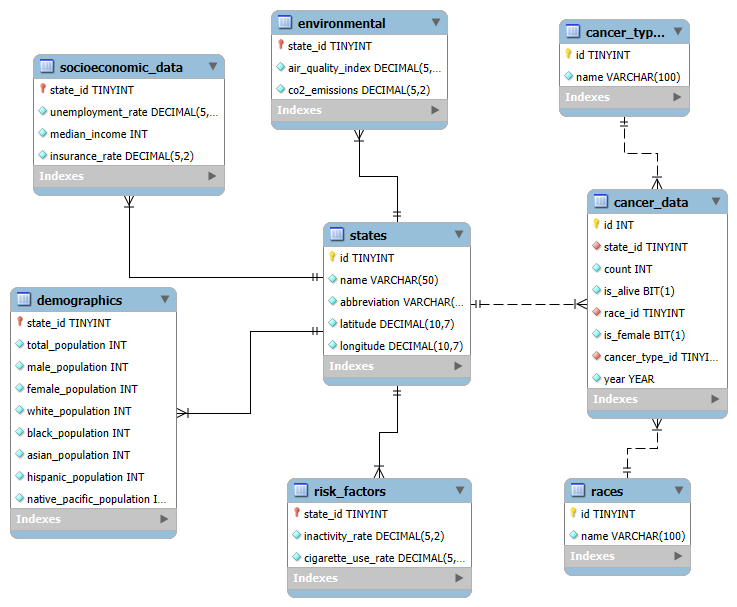 environmental
state_id TINYINT
air_quality_index DECIMAL(5,...
co2_emissions DECIMAL(5,2)
Indexes
cancer_typ...
id TINYINT
name VARCHAR(100)
Indexes
socioeconomic_data
state_id TINYINT
unemployment_rate DECIMAL(5,...
median_income INT
insurance_rate DECIMAL(5,2)
Indexes
cancer_data
id INT
state_id TINYINT
count INT
is_alive BIT(1)
race_id TINYINT
is_female BIT(1)
cancer_type_id TINYI...
year YEAR
Indexes
states
id TINYINT
name VARCHAR(50)
abbreviation VARCHAR(...
latitude DECIMAL(10,7)
longitude DECIMAL(10,7)
Indexes
demographics
state_id TINYINT
total_population INT
male_population INT
female_population INT
white_population INT
black_population INT
asian_population INT
hispanic_population INT
native_pacific_population I...
Indexes
risk_factors
state_id TINYINT
inactivity_rate DECIMAL(5,2)
cigarette_use_rate DECIMAL(5,...
Indexes
races
id TINYINT
name VARCHAR(100)
Indexes